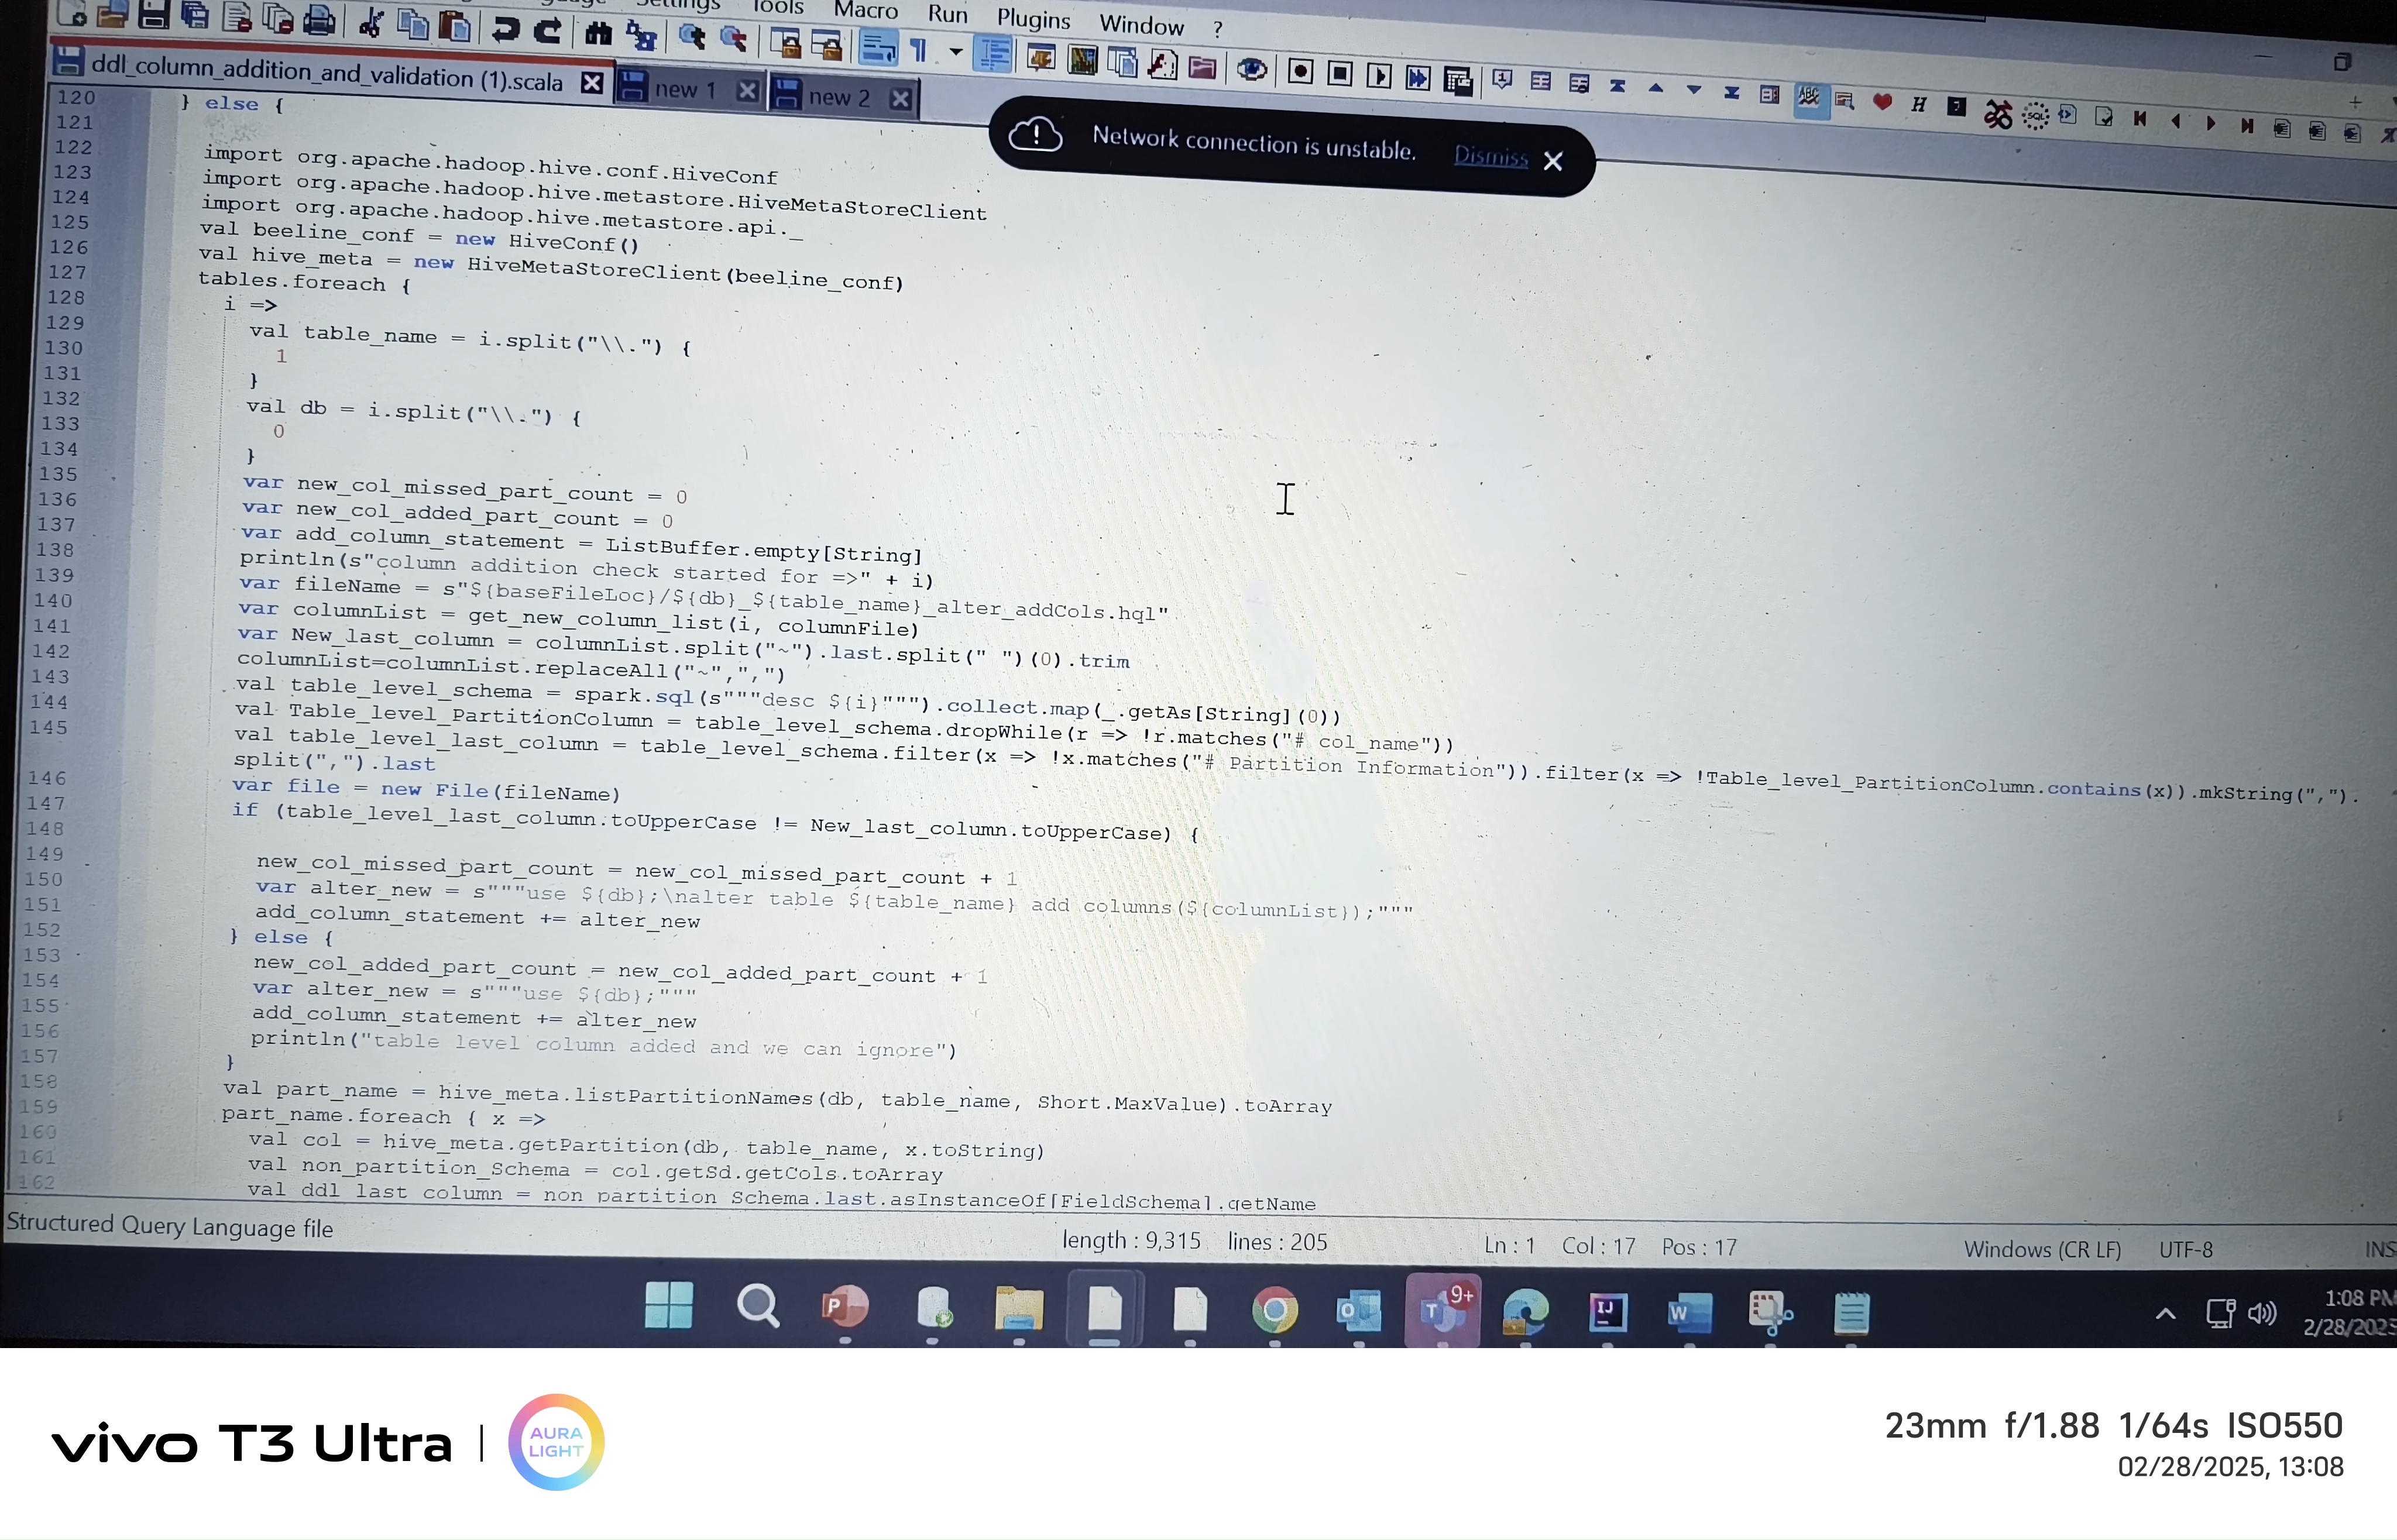 Settings Tools Macro Run Plugins Window ?
ddl_column_addition_and_validation (1).scala
new 1
new 2
Network connection is unstable. Dismiss
120 } else {
121
122 import org.apache.hadoop.hive.conf.HiveConf
123 import org.apache.hadoop.hive.metastore.HiveMetaStoreClient
124 import org.apache.hadoop.hive.metastore.api._
125 val beeline_conf = new HiveConf()
126 val hive_meta = new HiveMetaStoreClient(beeline_conf)
127 tables.foreach {
128 i =>
129 val table_name = i.split("\\.") {
130 1
131 }
132 val db = i.split("\\.") {
133 0
134 }
135 var new_col_missed_part_count = 0
136 var new_col_added_part_count = 0
137 var add_column_statement = ListBuffer.empty[String]
138 println(s"column addition check started for =>" + i)
139 var fileName = s"${baseFileLoc}/${db}_${table_name}_alter_addCols.hql"
140 var columnList = get_new_column_list(i, columnFile)
141 var New_last_column = columnList.split("~").last.split(" ")(0).trim
142 columnList=columnList.replaceAll("~",",")
143 val table_level_schema = spark.sql(s"""desc ${i}""").collect.map(_.getAs[String](0))
144 val Table_level_PartitionColumn = table_level_schema.dropWhile(r => !r.matches("# col_name"))
145 val table_level_last_column = table_level_schema.filter(x => !x.matches("# Partition Information")).filter(x => !Table_level_PartitionColumn.contains(x)).mkString(",").
split(",").last
146 var file = new File(fileName)
147 if (table_level_last_column.toUpperCase != New_last_column.toUpperCase) {
148
149 new_col_missed_part_count = new_col_missed_part_count + 1
150 var alter_new = s"""use ${db};\nalter table ${table_name} add columns(${columnList});"""
151 add_column_statement += alter_new
152 } else {
153 new_col_added_part_count = new_col_added_part_count + 1
154 var alter_new = s"""use ${db};"""
155 add_column_statement += alter_new
156 println("table level column added and we can ignore")
157 }
158 val part_name = hive_meta.listPartitionNames(db, table_name, Short.MaxValue).toArray
159 part_name.foreach { x =>
160 val col = hive_meta.getPartition(db, table_name, x.toString)
161 val non_partition_Schema = col.getSd.getCols.toArray
162 val ddl_last_column = non_partition_Schema.last.asInstanceOf[FieldSchema].getName
Structured Query Language file length : 9,315 lines : 205 Ln : 1 Col : 17 Pos : 17 Windows (CR LF) UTF-8 INS
9+
1:08 PM
2/28/2025
vivo T3 Ultra | AURA LIGHT
23mm f/1.88 1/64s ISO550
02/28/2025, 13:08